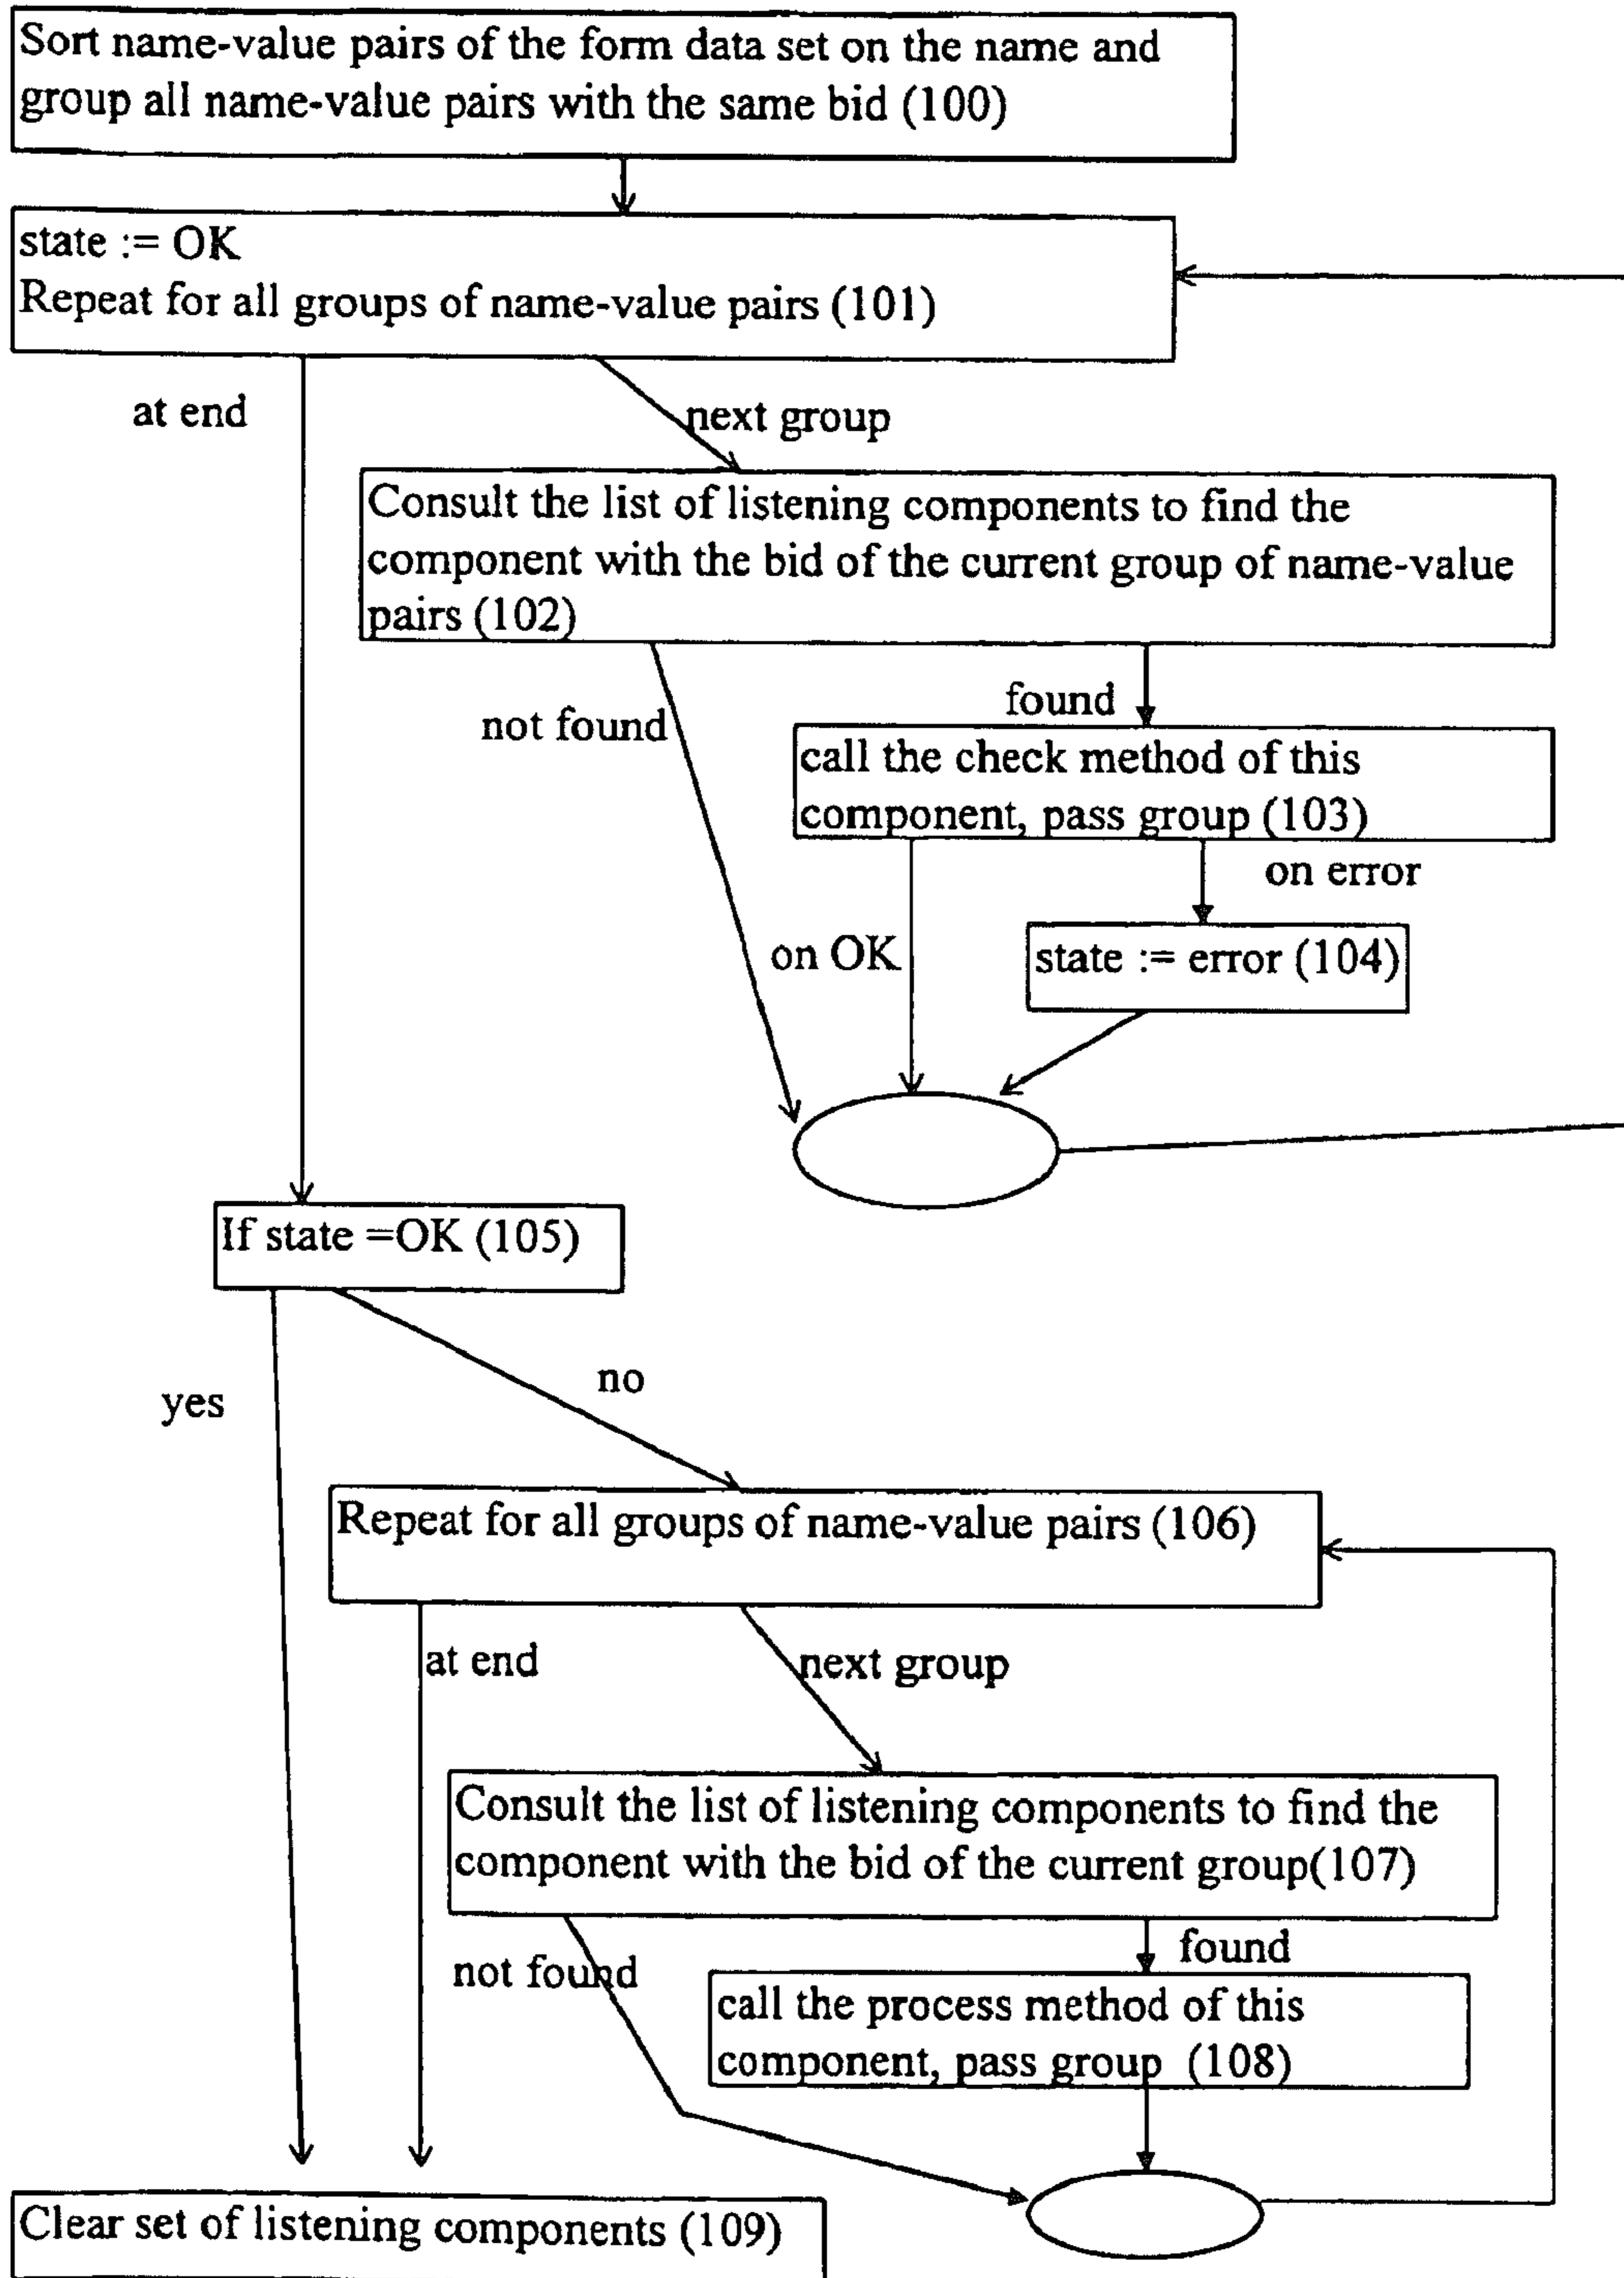 Sort name-value pairs of the form data set on the name and
group all name-value pairs with the same bid (100)
state := OK
Repeat for all groups of name-value pairs (101)
at end
next group
Consult the list of listening components to find the
component with the bid of the current group of name-value
pairs (102)
not found
found
call the check method of this
component, pass group (103)
on error
on OK
state := error (104)
If state =OK (105)
yes
no
Repeat for all groups of name-value pairs (106)
at end
next group
Consult the list of listening components to find the
component with the bid of the current group(107)
not found
found
call the process method of this
component, pass group (108)
Clear set of listening components (109)